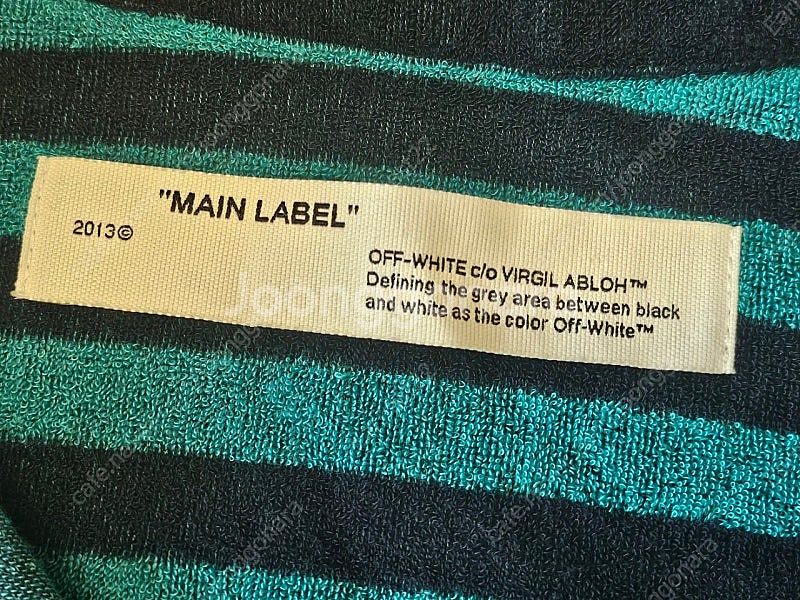 "MAIN LABEL"
2013©
OFF-WHITE c/o VIRGIL ABLOH™
Defining the grey area between black
and white as the color Off-White™